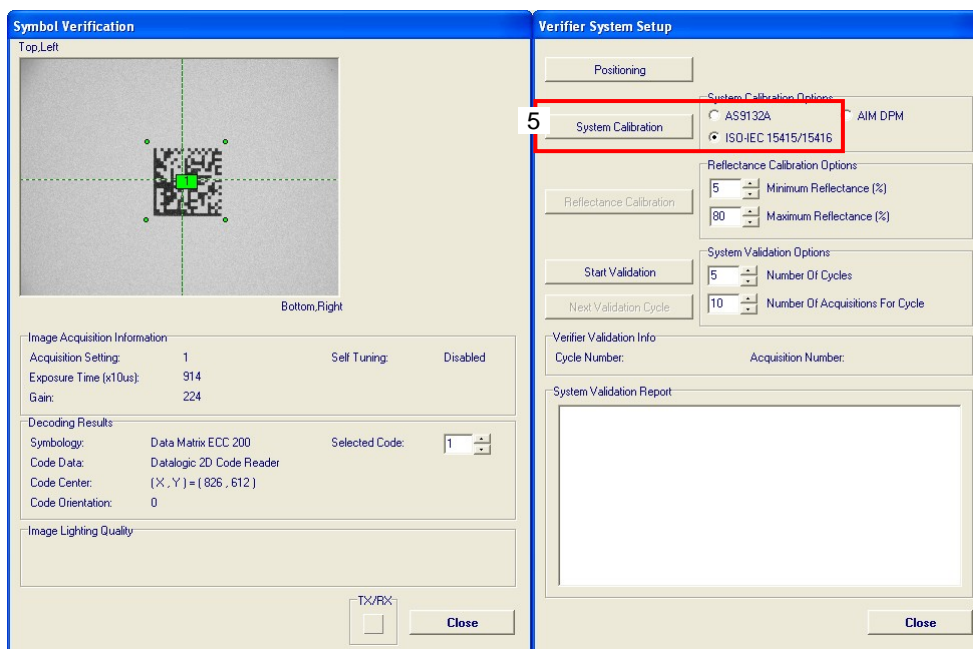 Symbol Verification
Top,Left
1
Bottom,Right
Image Acquisition Information
Acquisition Setting: 1 Self Tuning: Disabled
Exposure Time (x10us): 914
Gain: 224
Decoding Results
Symbology: Data Matrix ECC 200 Selected Code: 1
Code Data: Datalogic 2D Code Reader
Code Center: ( X , Y ) = ( 826 , 612 )
Code Orientation: 0
Image Lighting Quality
TX/RX
Close
Verifier System Setup
Positioning
System Calibration Options
5
System Calibration
AS9132A AIM DPM
ISO-IEC 15415/15416
Reflectance Calibration Options
Reflectance Calibration
5 Minimum Reflectance (%)
80 Maximum Reflectance (%)
System Validation Options
Start Validation
5 Number Of Cycles
Next Validation Cycle
10 Number Of Acquisitions For Cycle
Verifier Validation Info
Cycle Number: Acquisition Number:
System Validation Report
Close